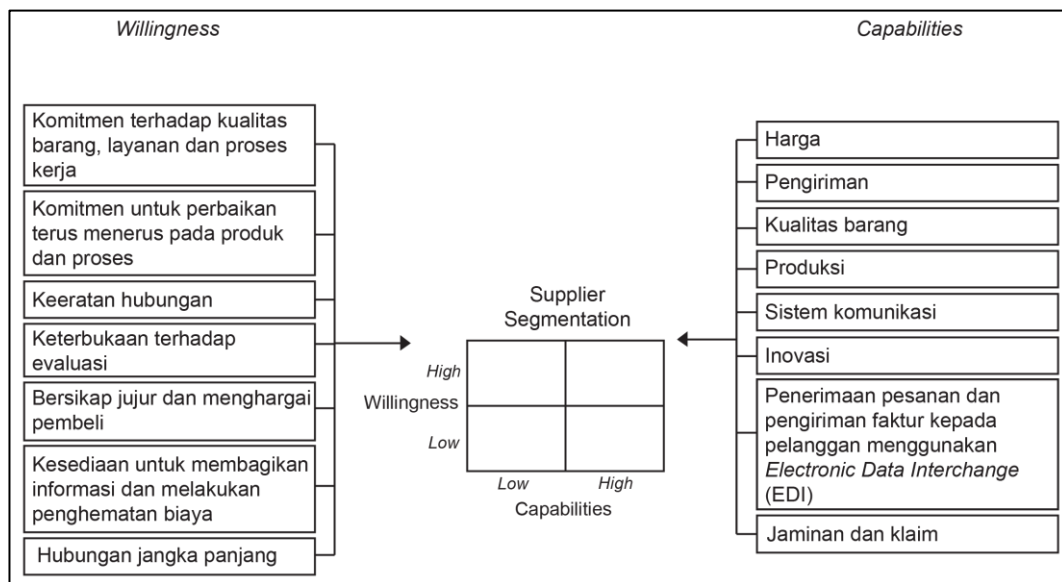 Willingness
Capabilities
Komitmen terhadap kualitas
barang, layanan dan proses
kerja
Komitmen untuk perbaikan
terus menerus pada produk
dan proses
Keeratan hubungan
Keterbukaan terhadap
evaluasi
Bersikap jujur dan menghargai
pembeli
Kesediaan untuk membagikan
informasi dan melakukan
penghematan biaya
Hubungan jangka panjang
Supplier
Segmentation
High
Willingness
Low
Low
High
Capabilities
Harga
Pengiriman
Kualitas barang
Produksi
Sistem komunikasi
Inovasi
Penerimaan pesanan dan
pengiriman faktur kepada
pelanggan menggunakan
Electronic Data Interchange
(EDI)
Jaminan dan klaim